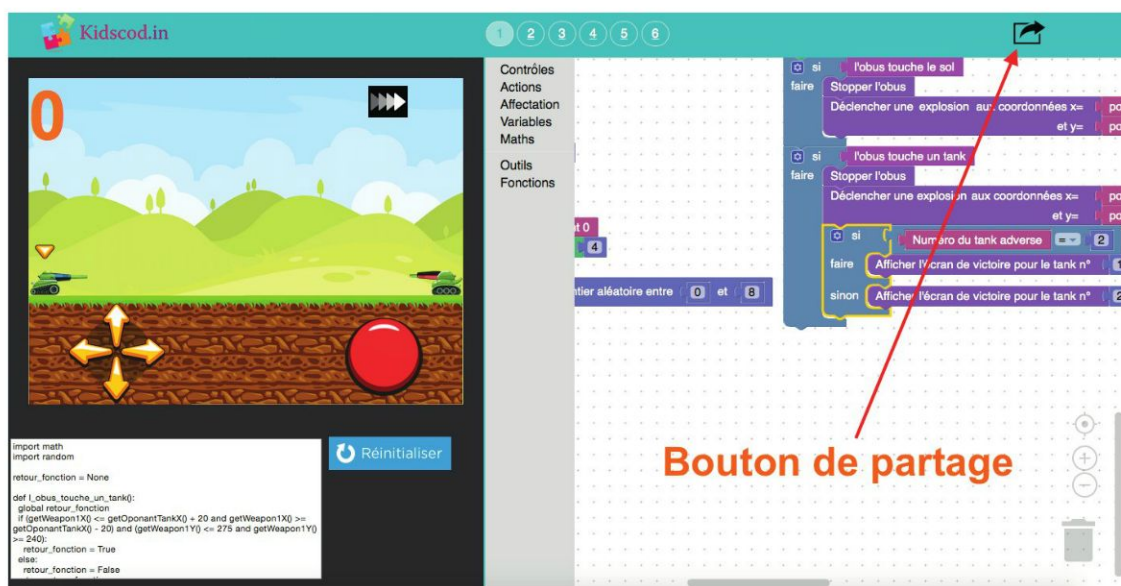 Kidscod.in
1 2 3 4 5 6
0
Contrôles
Actions
Affectation
Variables
Maths
Outils
Fonctions
si l'obus touche le sol
faire Stopper l'obus
Déclencher une explosion aux coordonnées x=
et y=
si l'obus touche un tank
faire Stopper l'obus
Déclencher une explosion aux coordonnées x=
et y=
si Numéro du tank adverse = 2
faire Afficher l'écran de victoire pour le tank n° 1
sinon Afficher l'écran de victoire pour le tank n° 2
0
4
aléatoire entre 0 et 8
Bouton de partage
Réinitialiser
import math
import random
retour_fonction = None
def l_obus_touche_un_tank():
global retour_fonction
if (getWeapon1X() <= getOponantTankX() + 20 and getWeapon1X() >=
getOponantTankX() - 20) and (getWeapon1Y() <= 275 and getWeapon1Y()
>= 240):
retour_fonction = True
else:
retour_fonction = False